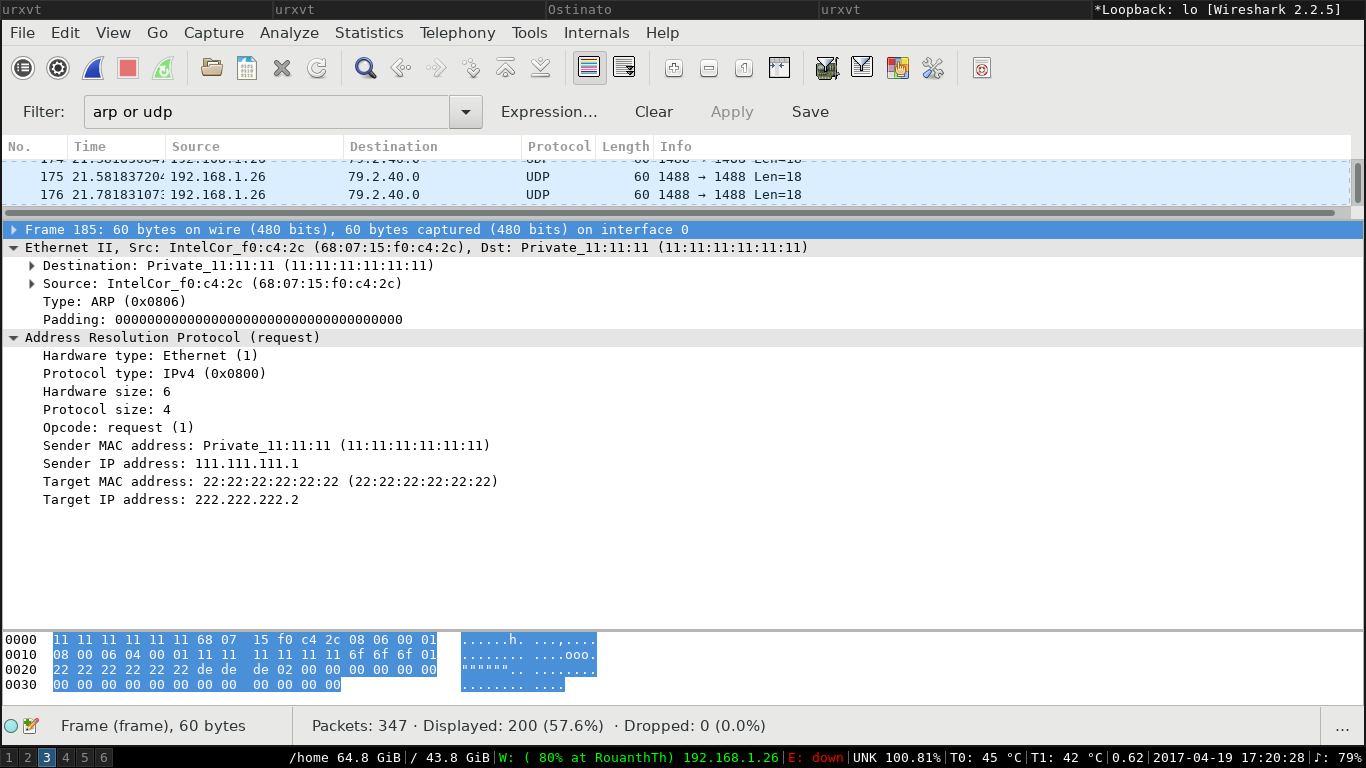 urxvt urxvt Ostinato urxvt *Loopback: lo [Wireshark 2.2.5]
File Edit View Go Capture Analyze Statistics Telephony Tools Internals Help
Filter: arp or udp Expression... Clear Apply Save
No. Time Source Destination Protocol Length Info
174 21.581830847 192.168.1.26 79.2.40.0 UDP 60 1488 → 1488 Len=18
175 21.581837204 192.168.1.26 79.2.40.0 UDP 60 1488 → 1488 Len=18
176 21.781831073 192.168.1.26 79.2.40.0 UDP 60 1488 → 1488 Len=18
Frame 185: 60 bytes on wire (480 bits), 60 bytes captured (480 bits) on interface 0
Ethernet II, Src: IntelCor_f0:c4:2c (68:07:15:f0:c4:2c), Dst: Private_11:11:11 (11:11:11:11:11:11)
Destination: Private_11:11:11 (11:11:11:11:11:11)
Source: IntelCor_f0:c4:2c (68:07:15:f0:c4:2c)
Type: ARP (0x0806)
Padding: 000000000000000000000000000000000000
Address Resolution Protocol (request)
Hardware type: Ethernet (1)
Protocol type: IPv4 (0x0800)
Hardware size: 6
Protocol size: 4
Opcode: request (1)
Sender MAC address: Private_11:11:11 (11:11:11:11:11:11)
Sender IP address: 111.111.111.1
Target MAC address: 22:22:22:22:22:22 (22:22:22:22:22:22)
Target IP address: 222.222.222.2
0000 11 11 11 11 11 11 68 07 15 f0 c4 2c 08 06 00 01 ......h. ...,....
0010 08 00 06 04 00 01 11 11 11 11 11 11 6f 6f 6f 01 ........ ....ooo.
0020 22 22 22 22 22 22 de de de 02 00 00 00 00 00 00 """""".. ........
0030 00 00 00 00 00 00 00 00 00 00 00 00 ........ ....
Frame (frame), 60 bytes Packets: 347 · Displayed: 200 (57.6%) · Dropped: 0 (0.0%) ...
1 2 3 4 5 6 /home 64.8 GiB|/ 43.8 GiB|W: ( 80% at RouanthTh) 192.168.1.26|E: down|UNK 100.81%|T0: 45 °C|T1: 42 °C|0.62|2017-04-19 17:20:28|♪: 79%